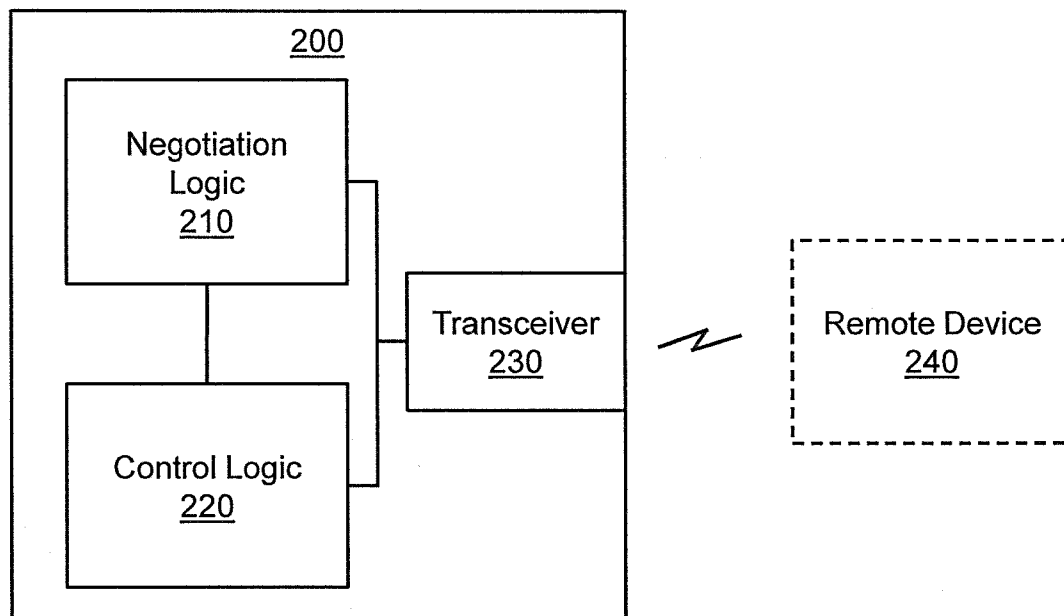 200
Negotiation
Logic
210
Transceiver
230
Remote Device
240
Control Logic
220